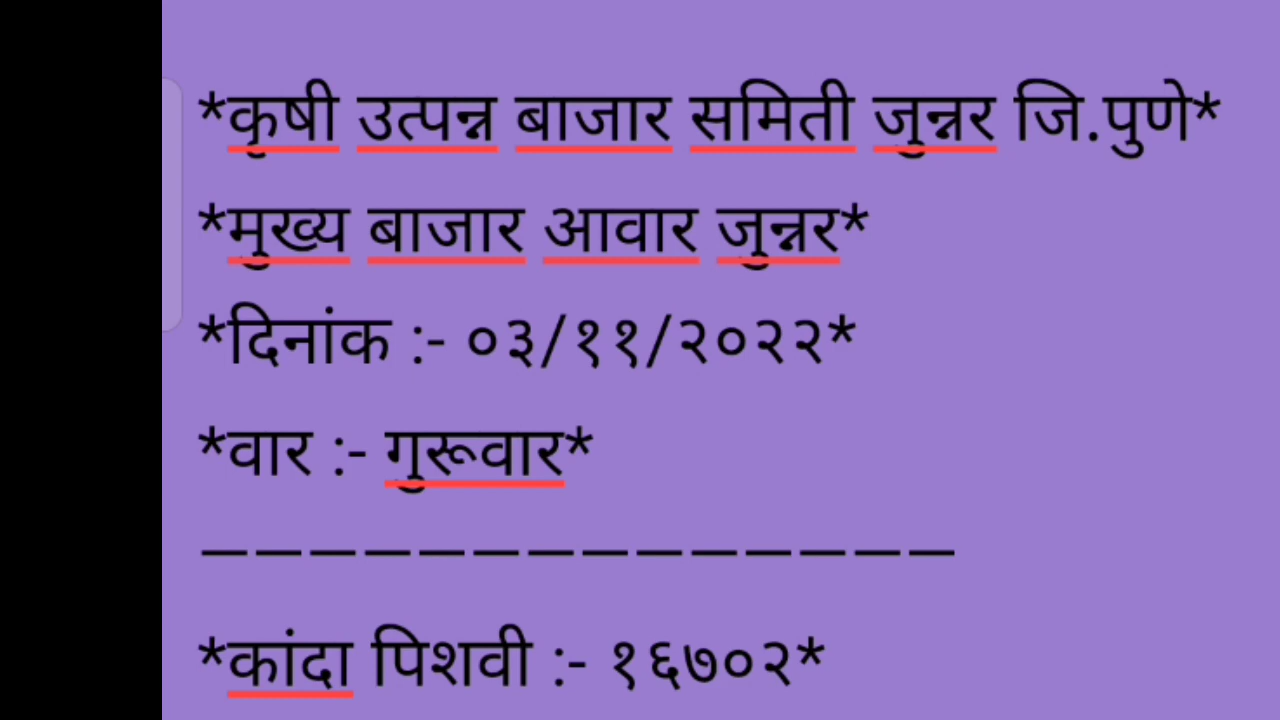 *कृषी उत्पन्न बाजार समिती जुन्नर जि.पुणे*
*मुख्य बाजार आवार जुन्नर*
*दिनांक :- ०३/११/२०२२*
*वार :- गुरूवार*
——————————————
*कांदा पिशवी :- १६७०२*